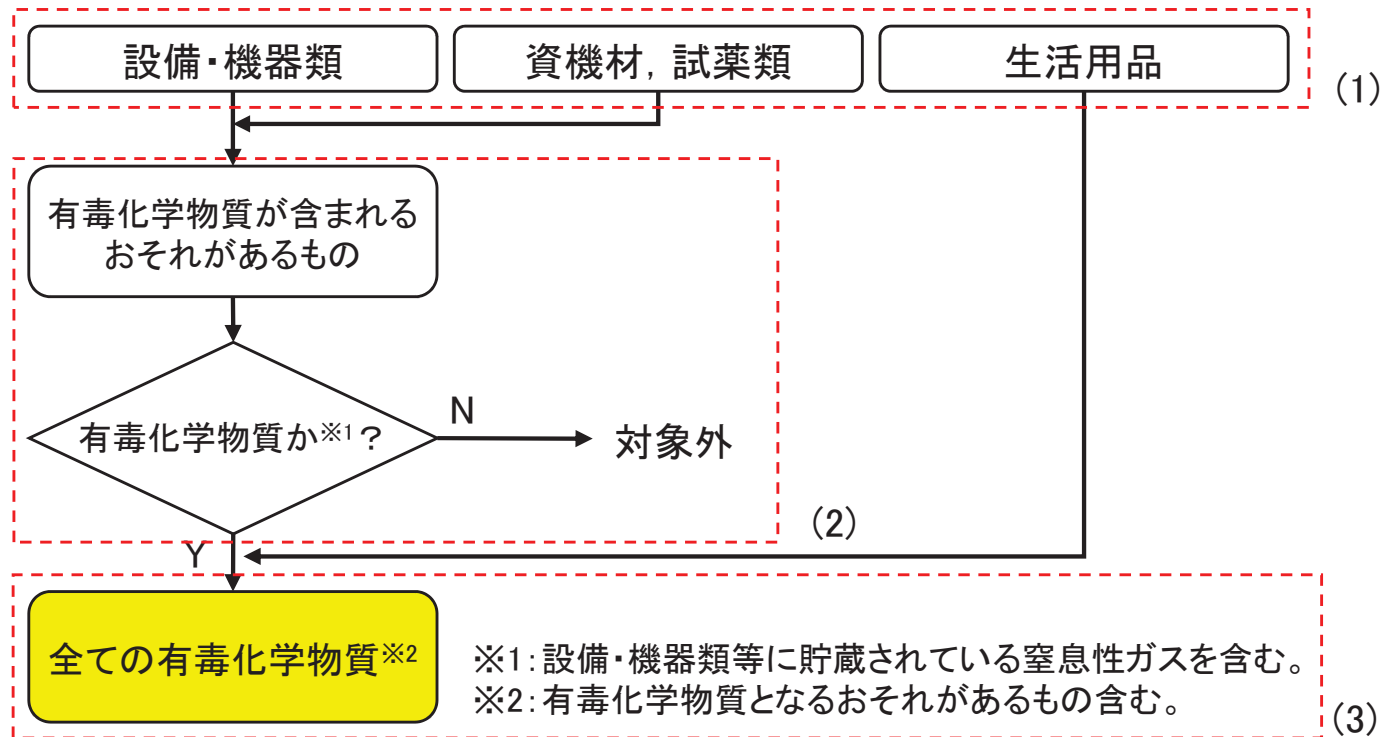 設備・機器類
資機材，試薬類
生活用品
(1)
有毒化学物質が含まれる
おそれがあるもの
有毒化学物質か※1？
N
対象外
(2)
Y
全ての有毒化学物質※2
※1：設備・機器類等に貯蔵されている窒息性ガスを含む。
※2：有毒化学物質となるおそれがあるもの含む。
(3)